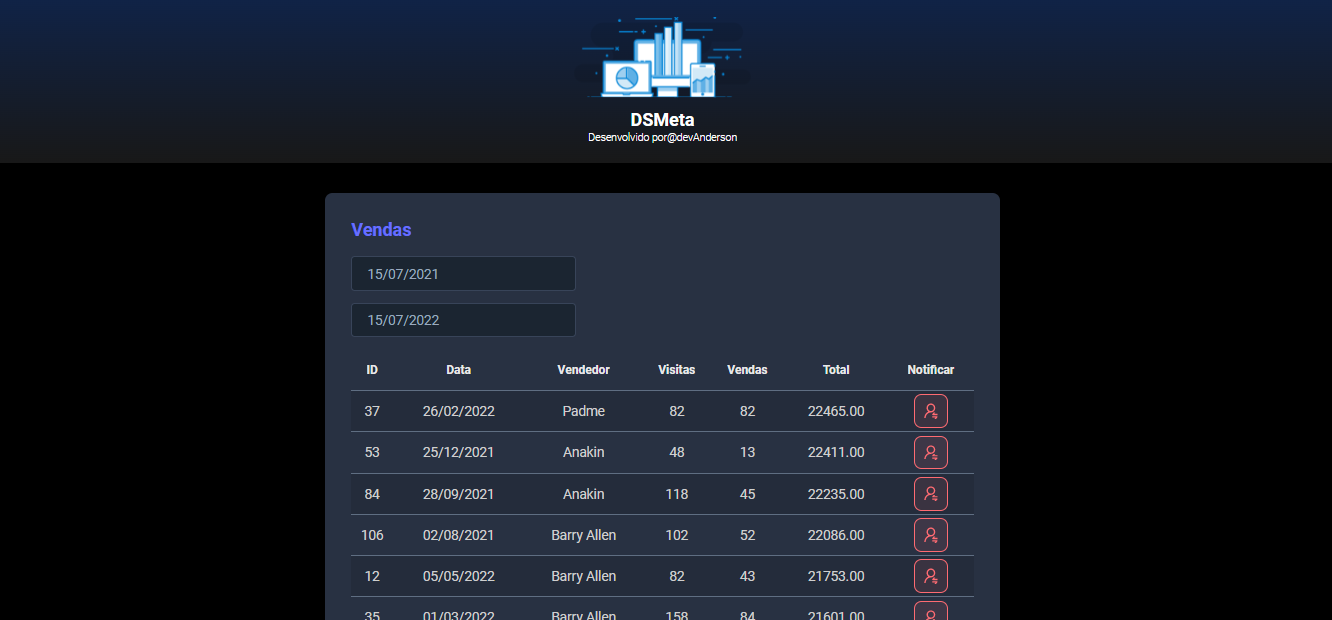 DSMeta
Desenvolvido por@devAnderson
Vendas
15/07/2021
15/07/2022
ID Data Vendedor Visitas Vendas Total Notificar
37 26/02/2022 Padme 82 82 22465.00
53 25/12/2021 Anakin 48 13 22411.00
84 28/09/2021 Anakin 118 45 22235.00
106 02/08/2021 Barry Allen 102 52 22086.00
12 05/05/2022 Barry Allen 82 43 21753.00
35 01/03/2022 Barry Allen 158 84 21601.00